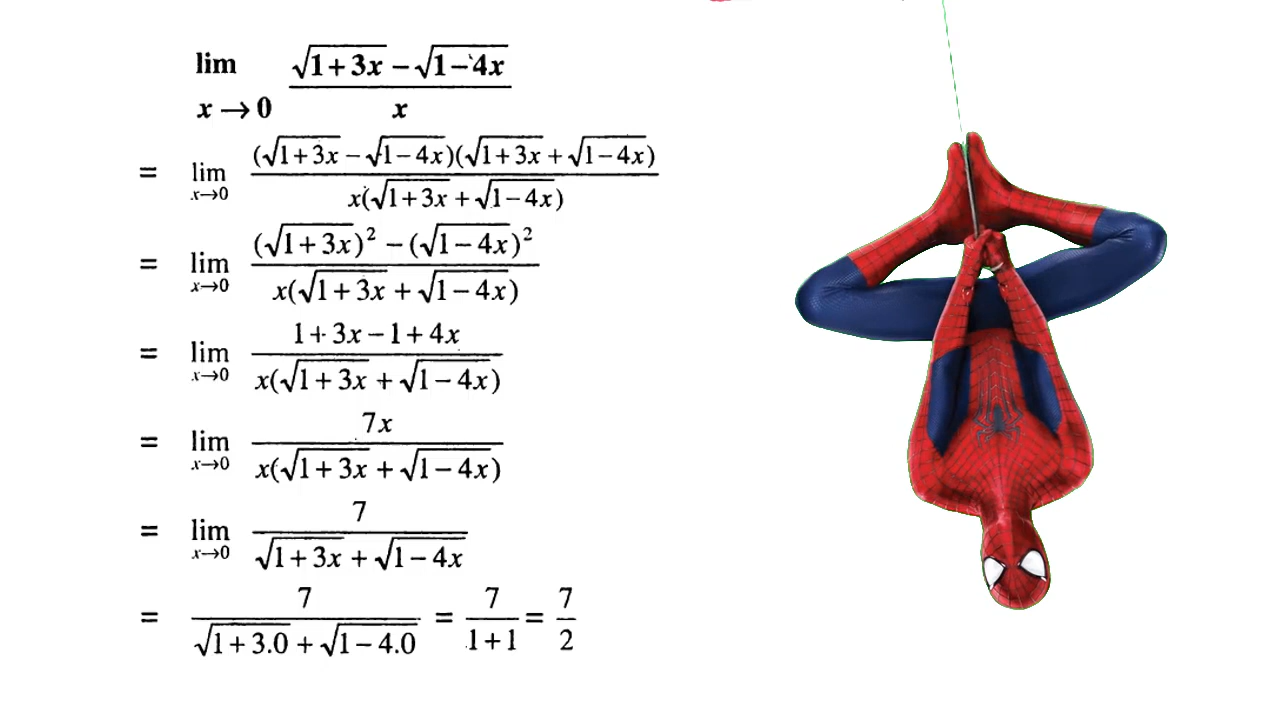 lim x → 0 (√(1+3x) − √(1−4x)) / x
= lim x→0 ((√(1+3x) − √(1−4x))(√(1+3x) + √(1−4x))) / (x(√(1+3x) + √(1−4x)))
= lim x→0 ((√(1+3x))² − (√(1−4x))²) / (x(√(1+3x) + √(1−4x)))
= lim x→0 (1+3x−1+4x) / (x(√(1+3x) + √(1−4x)))
= lim x→0 7x / (x(√(1+3x) + √(1−4x)))
= lim x→0 7 / (√(1+3x) + √(1−4x))
= 7 / (√(1+3.0) + √(1−4.0)) = 7 / (1+1) = 7 / 2